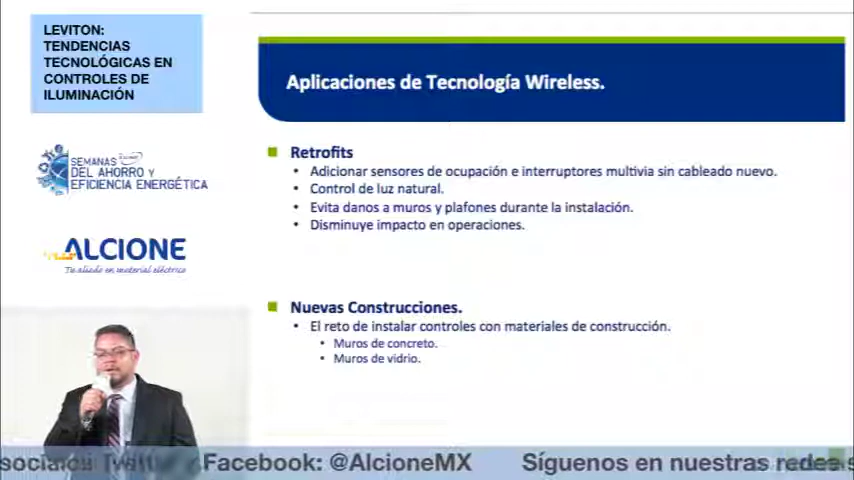 LEVITON:
TENDENCIAS
TECNOLÓGICAS EN
CONTROLES DE
ILUMINACIÓN
SEMANAS
DEL AHORRO Y
EFICIENCIA ENERGÉTICA
ALCIONE
Tu aliado en material eléctrico
Aplicaciones de Tecnología Wireless.
Retrofits
• Adicionar sensores de ocupación e interruptores multivia sin cableado nuevo.
• Control de luz natural.
• Evita danos a muros y plafones durante la instalación.
• Disminuye impacto en operaciones.
Nuevas Construcciones.
• El reto de instalar controles con materiales de construcción.
• Muros de concreto.
• Muros de vidrio.
Facebook: @AlcioneMX Síguenos en nuestras redes s